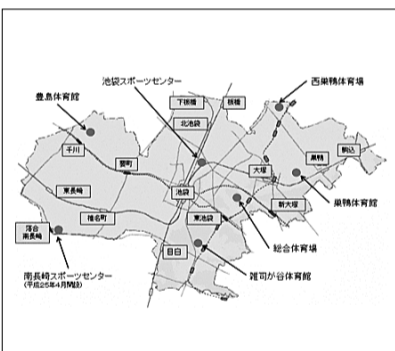 池袋スポーツセンター
西巣鴨体育場
豊島体育館
下板橋
板橋
北池袋
千川
要町
大塚
巣鴨
駒込
東長崎
池袋
新大塚
巣鴨体育館
椎名町
東池袋
落合
南長崎
目白
総合体育場
南長崎スポーツセンター
(平成25年4月開設)
雑司が谷体育館